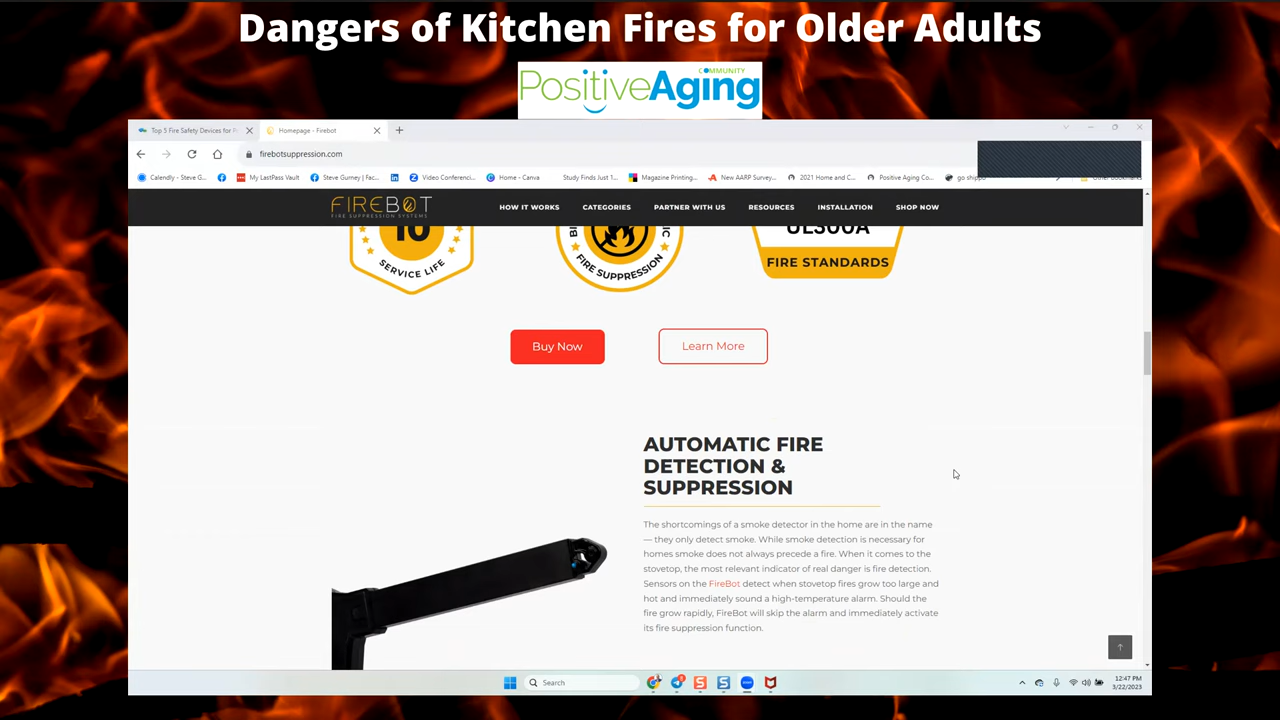 Dangers of Kitchen Fires for Older Adults
COMMUNITY
PositiveAging
Top 5 Fire Safety Devices for P
Homepage - Firebot
firebotsuppression.com
Calendly - Steve G...
My LastPass Vault
Steve Gurney | Fac...
Video Conferenci...
Home - Canva
Study Finds Just 1...
Magazine Printing...
New AARP Survey...
2021 Home and C...
Positive Aging Co...
go shippo
FIREBOT
FIRE SUPPRESSION SYSTEMS
HOW IT WORKS
CATEGORIES
PARTNER WITH US
RESOURCES
INSTALLATION
SHOP NOW
10
SERVICE LIFE
FIRE SUPPRESSION
UL300A
FIRE STANDARDS
Buy Now
Learn More
AUTOMATIC FIRE
DETECTION &
SUPPRESSION
The shortcomings of a smoke detector in the home are in the name
— they only detect smoke. While smoke detection is necessary for
homes smoke does not always precede a fire. When it comes to the
stovetop, the most relevant indicator of real danger is fire detection.
Sensors on the FireBot detect when stovetop fires grow too large and
hot and immediately sound a high-temperature alarm. Should the
fire grow rapidly, FireBot will skip the alarm and immediately activate
its fire suppression function.
Search
12:47 PM
3/22/2023